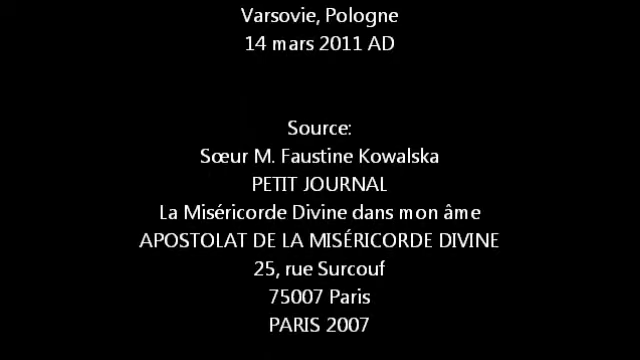 Varsovie, Pologne
14 mars 2011 AD
Source:
Sœur M. Faustine Kowalska
PETIT JOURNAL
La Miséricorde Divine dans mon âme
APOSTOLAT DE LA MISÉRICORDE DIVINE
25, rue Surcouf
75007 Paris
PARIS 2007